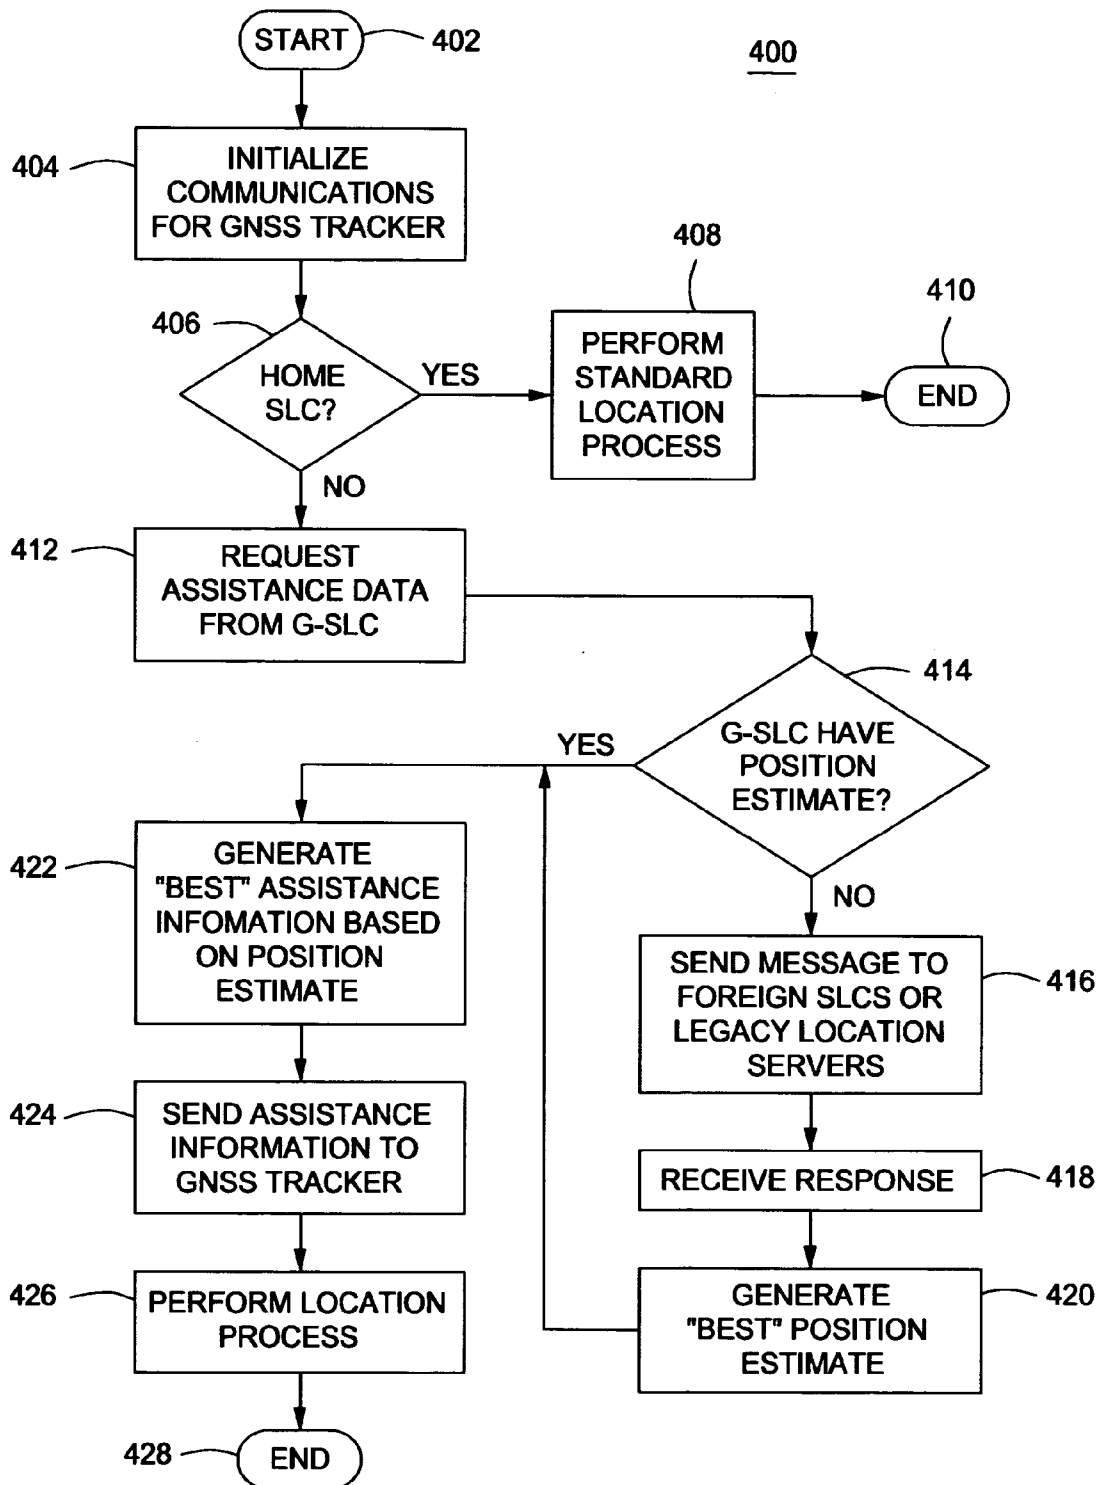 START
402
400
404
INITIALIZE
COMMUNICATIONS
FOR GNSS TRACKER
406
HOME
SLC?
YES
408
PERFORM
STANDARD
LOCATION
PROCESS
410
END
NO
412
REQUEST
ASSISTANCE DATA
FROM G-SLC
414
G-SLC HAVE
POSITION
ESTIMATE?
YES
NO
416
SEND MESSAGE TO
FOREIGN SLCS OR
LEGACY LOCATION
SERVERS
418
RECEIVE RESPONSE
420
GENERATE
"BEST" POSITION
ESTIMATE
422
GENERATE
"BEST" ASSISTANCE
INFOMATION BASED
ON POSITION
ESTIMATE
424
SEND ASSISTANCE
INFORMATION TO
GNSS TRACKER
426
PERFORM LOCATION
PROCESS
428
END